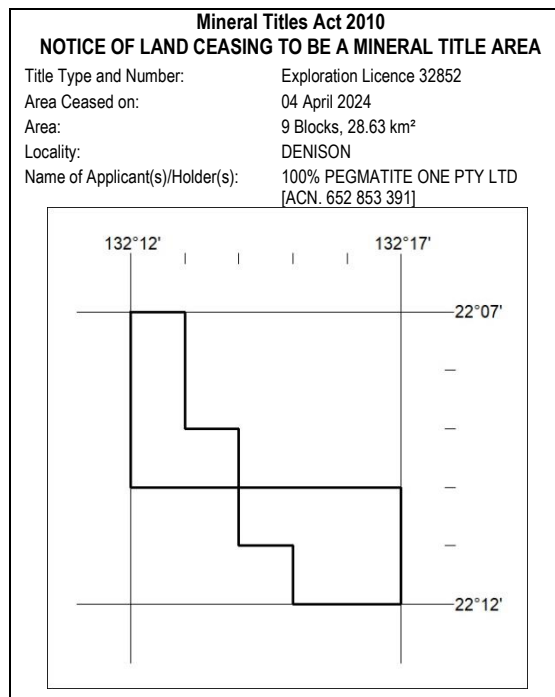 Mineral Titles Act 2010
NOTICE OF LAND CEASING TO BE A MINERAL TITLE AREA
Title Type and Number: Exploration Licence 32852
Area Ceased on: 04 April 2024
Area: 9 Blocks, 28.63 km²
Locality: DENISON
Name of Applicant(s)/Holder(s): 100% PEGMATITE ONE PTY LTD
[ACN. 652 853 391]
132°12' 132°17'
22°07'
22°12'